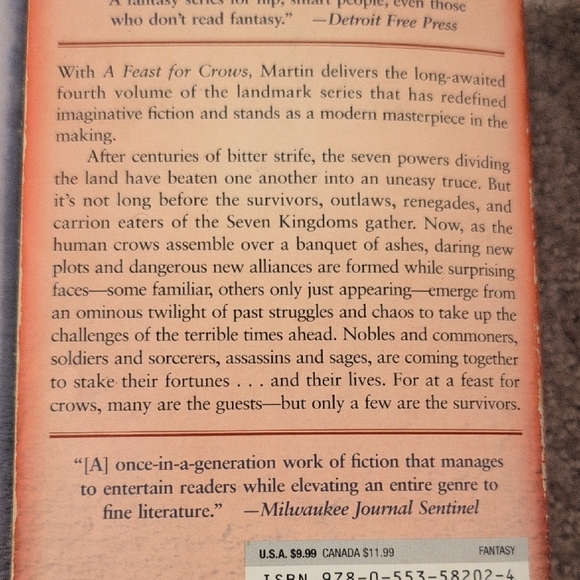 A fantasy series for hip, smart people, even those
who don't read fantasy." —Detroit Free Press
With A Feast for Crows, Martin delivers the long-awaited
fourth volume of the landmark series that has redefined
imaginative fiction and stands as a modern masterpiece in the
making.
After centuries of bitter strife, the seven powers dividing
the land have beaten one another into an uneasy truce. But
it's not long before the survivors, outlaws, renegades, and
carrion eaters of the Seven Kingdoms gather. Now, as the
human crows assemble over a banquet of ashes, daring new
plots and dangerous new alliances are formed while surprising
faces—some familiar, others only just appearing—emerge from
an ominous twilight of past struggles and chaos to take up the
challenges of the terrible times ahead. Nobles and commoners,
soldiers and sorcerers, assassins and sages, are coming together
to stake their fortunes . . . and their lives. For at a feast for
crows, many are the guests—but only a few are the survivors.
"[A] once-in-a-generation work of fiction that manages
to entertain readers while elevating an entire genre to
fine literature." —Milwaukee Journal Sentinel
U.S.A. $9.99 CANADA $11.99 FANTASY
ISBN 978-0-553-58202-4